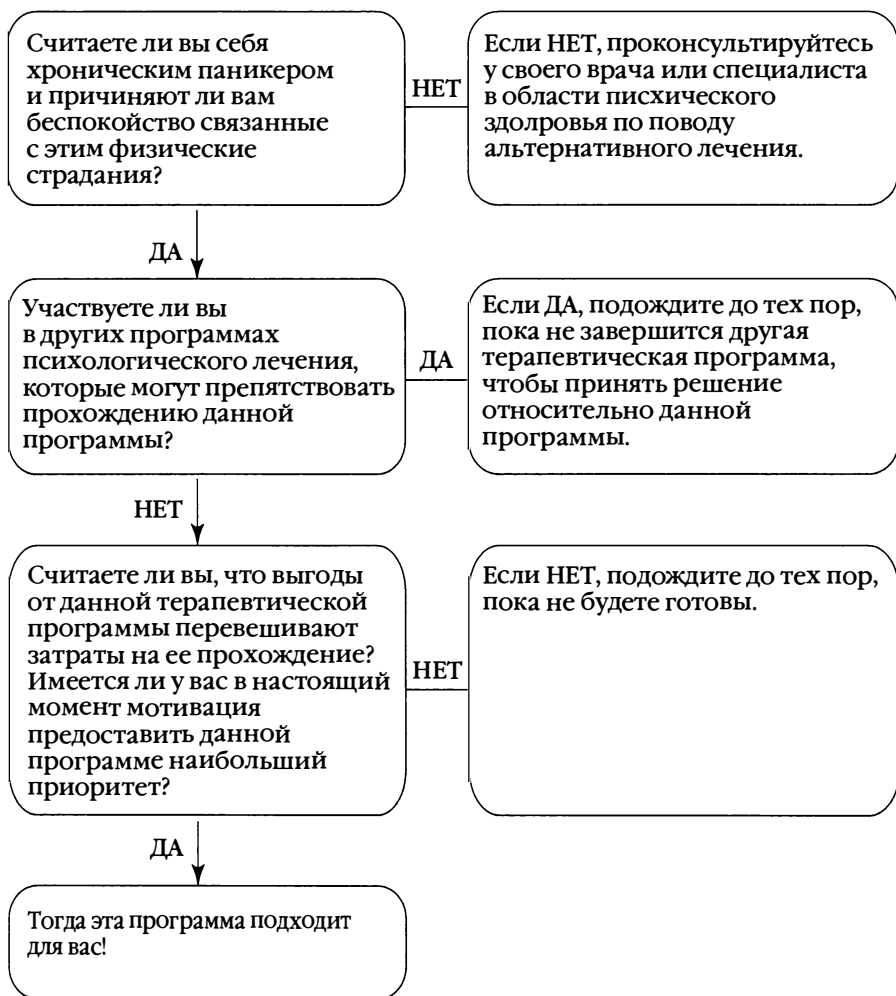 Считаете ли вы себя
хроническим паникером
и причиняют ли вам
беспокойство связанные
с этим физические
страдания?
НЕТ
Если НЕТ, проконсультируйтесь
у своего врача или специалиста
в области писхического
здолровья по поводу
альтернативного лечения.
ДА
Участвуете ли вы
в других программах
психологического лечения,
которые могут препятствовать
прохождению данной
программы?
ДА
Если ДА, подождите до тех пор,
пока не завершится другая
терапевтическая программа,
чтобы принять решение
относительно данной
программы.
НЕТ
Считаете ли вы, что выгоды
от данной терапевтической
программы перевешивают
затраты на ее прохождение?
Имеется ли у вас в настоящий
момент мотивация
предоставить данной
программе наибольший
приоритет?
НЕТ
Если НЕТ, подождите до тех пор,
пока не будете готовы.
ДА
Тогда эта программа подходит
для вас!